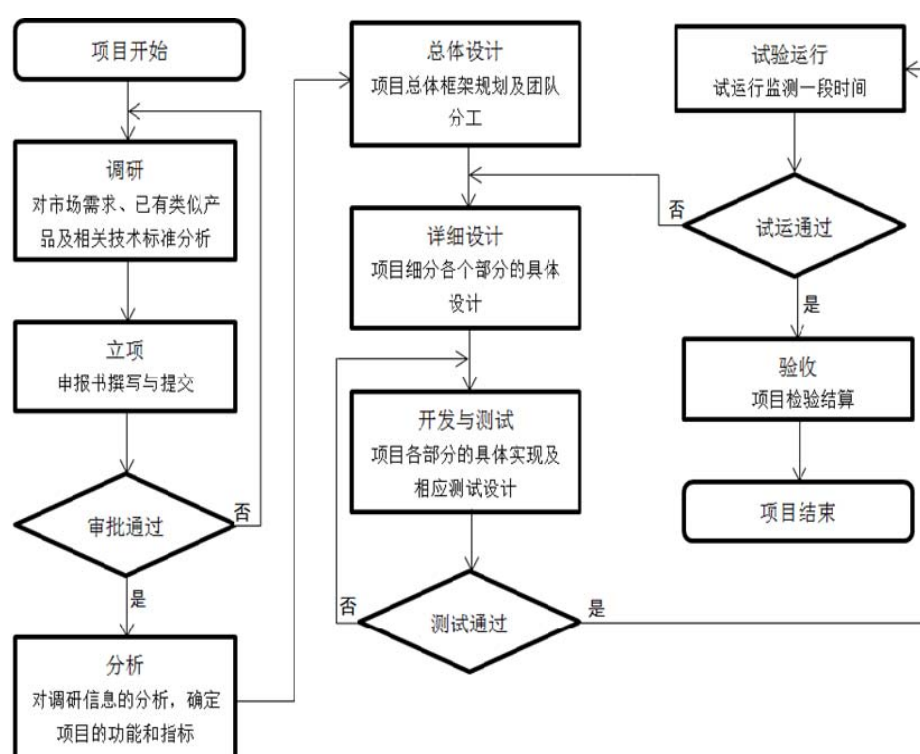 项目开始
调研
对市场需求、已有类似产
品及相关技术标准分析
立项
申报书撰写与提交
审批通过
否
是
分析
对调研信息的分析，确定
项目的功能和指标
总体设计
项目总体框架规划及团队
分工
详细设计
项目细分各个部分的具体
设计
开发与测试
项目各部分的具体实现及
相应测试设计
测试通过
否
是
试验运行
试运行监测一段时间
试运通过
否
是
验收
项目检验结算
项目结束